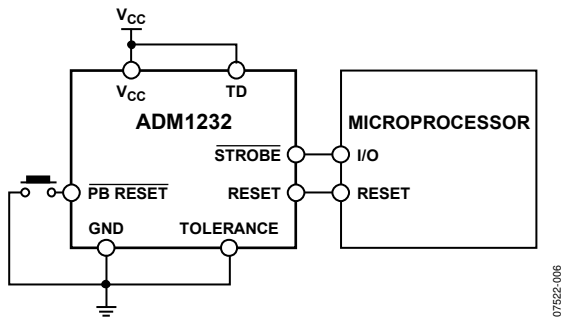 VCC
VCC
TD
ADM1232
MICROPROCESSOR
STROBE
I/O
PB RESET
RESET
RESET
GND
TOLERANCE
07522-006